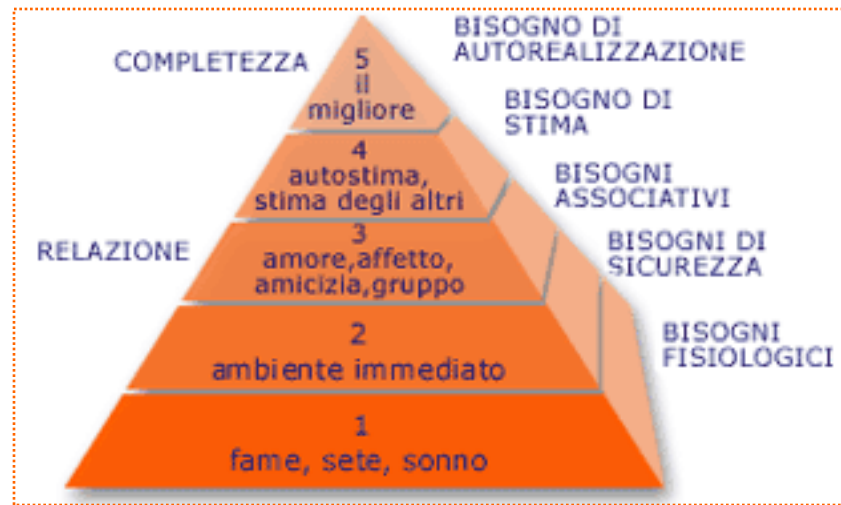 COMPLETEZZA
BISOGNO DI
AUTOREALIZZAZIONE
5
il
migliore
BISOGNO DI
STIMA
4
autostima,
stima degli altri
BISOGNI
ASSOCIATIVI
RELAZIONE
3
amore,affetto,
amicizia,gruppo
BISOGNI DI
SICUREZZA
2
ambiente immediato
BISOGNI
FISIOLOGICI
1
fame, sete, sonno